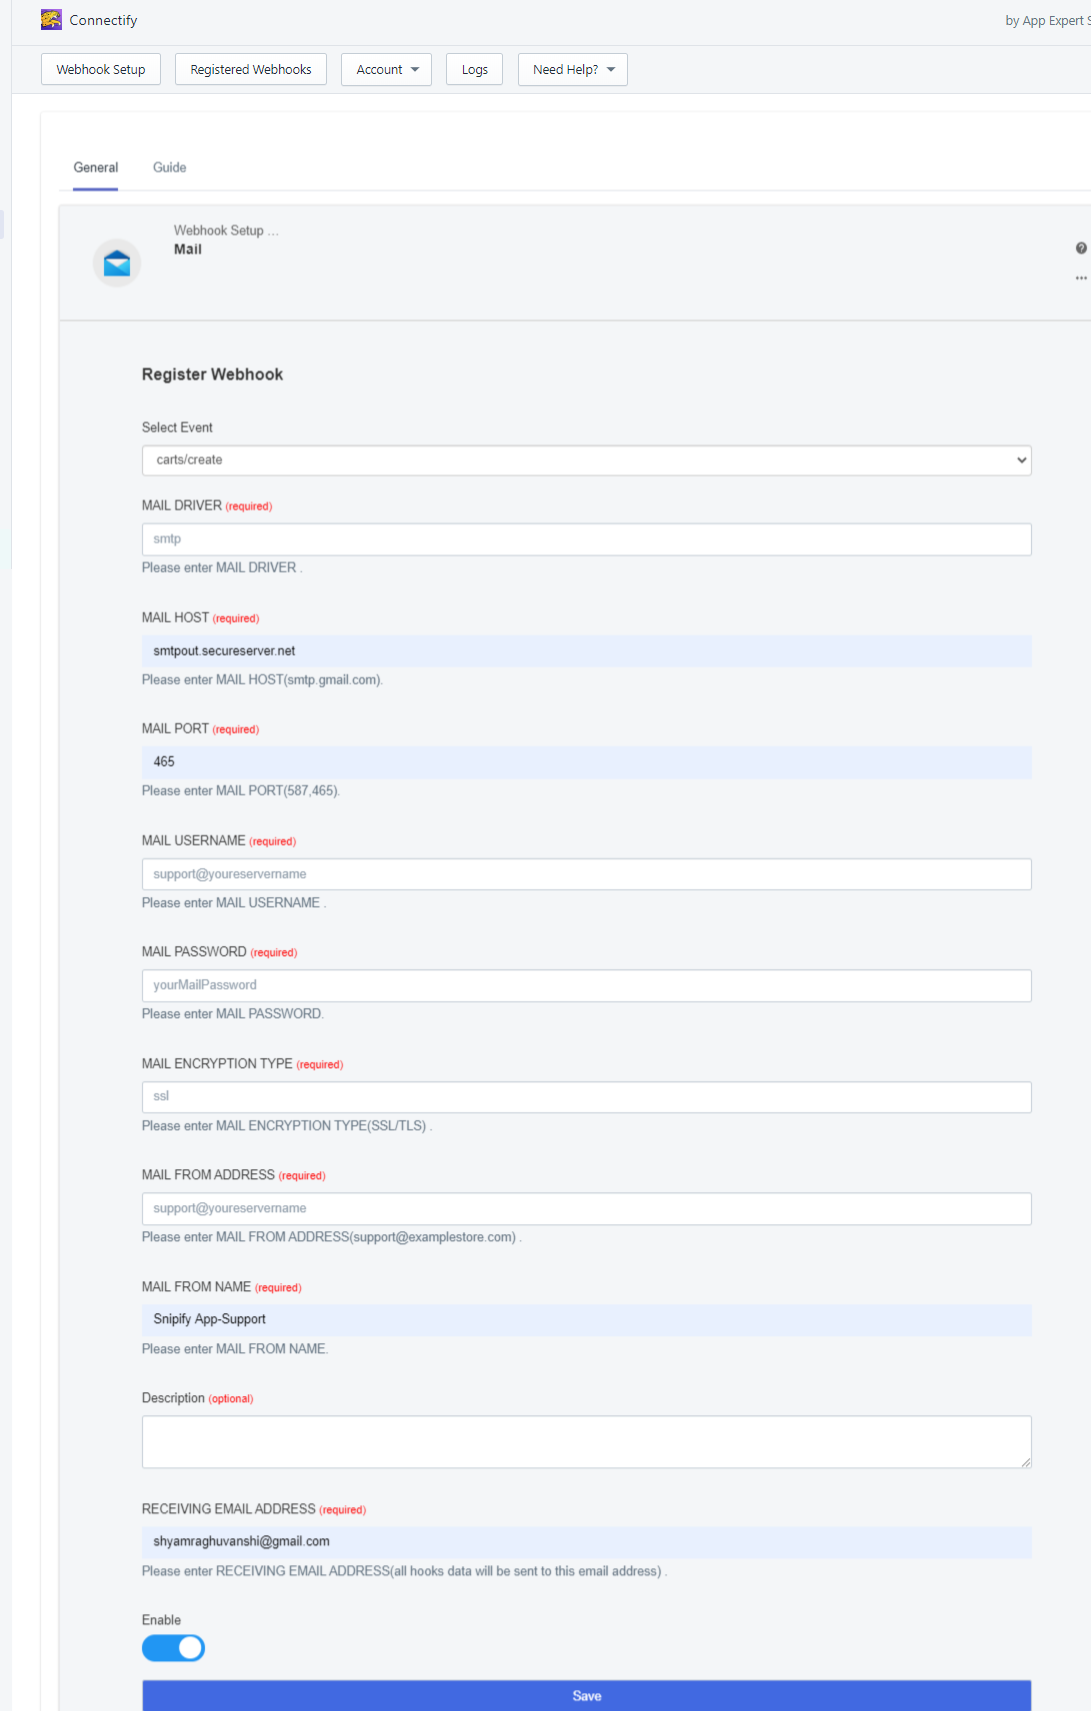 Connectify
by App Expert S
Webhook Setup
Registered Webhooks
Account
Logs
Need Help?
General
Guide
Webhook Setup ...
Mail
Register Webhook
Select Event
carts/create
MAIL DRIVER (required)
smtp
Please enter MAIL DRIVER .
MAIL HOST (required)
smtpout.secureserver.net
Please enter MAIL HOST(smtp.gmail.com).
MAIL PORT (required)
465
Please enter MAIL PORT(587,465).
MAIL USERNAME (required)
support@youreservername
Please enter MAIL USERNAME .
MAIL PASSWORD (required)
yourMailPassword
Please enter MAIL PASSWORD.
MAIL ENCRYPTION TYPE (required)
ssl
Please enter MAIL ENCRYPTION TYPE(SSL/TLS) .
MAIL FROM ADDRESS (required)
support@youreservername
Please enter MAIL FROM ADDRESS(support@examplestore.com) .
MAIL FROM NAME (required)
Snipify App-Support
Please enter MAIL FROM NAME.
Description (optional)
RECEIVING EMAIL ADDRESS (required)
shyamraghuvanshi@gmail.com
Please enter RECEIVING EMAIL ADDRESS(all hooks data will be sent to this email address) .
Enable
Save